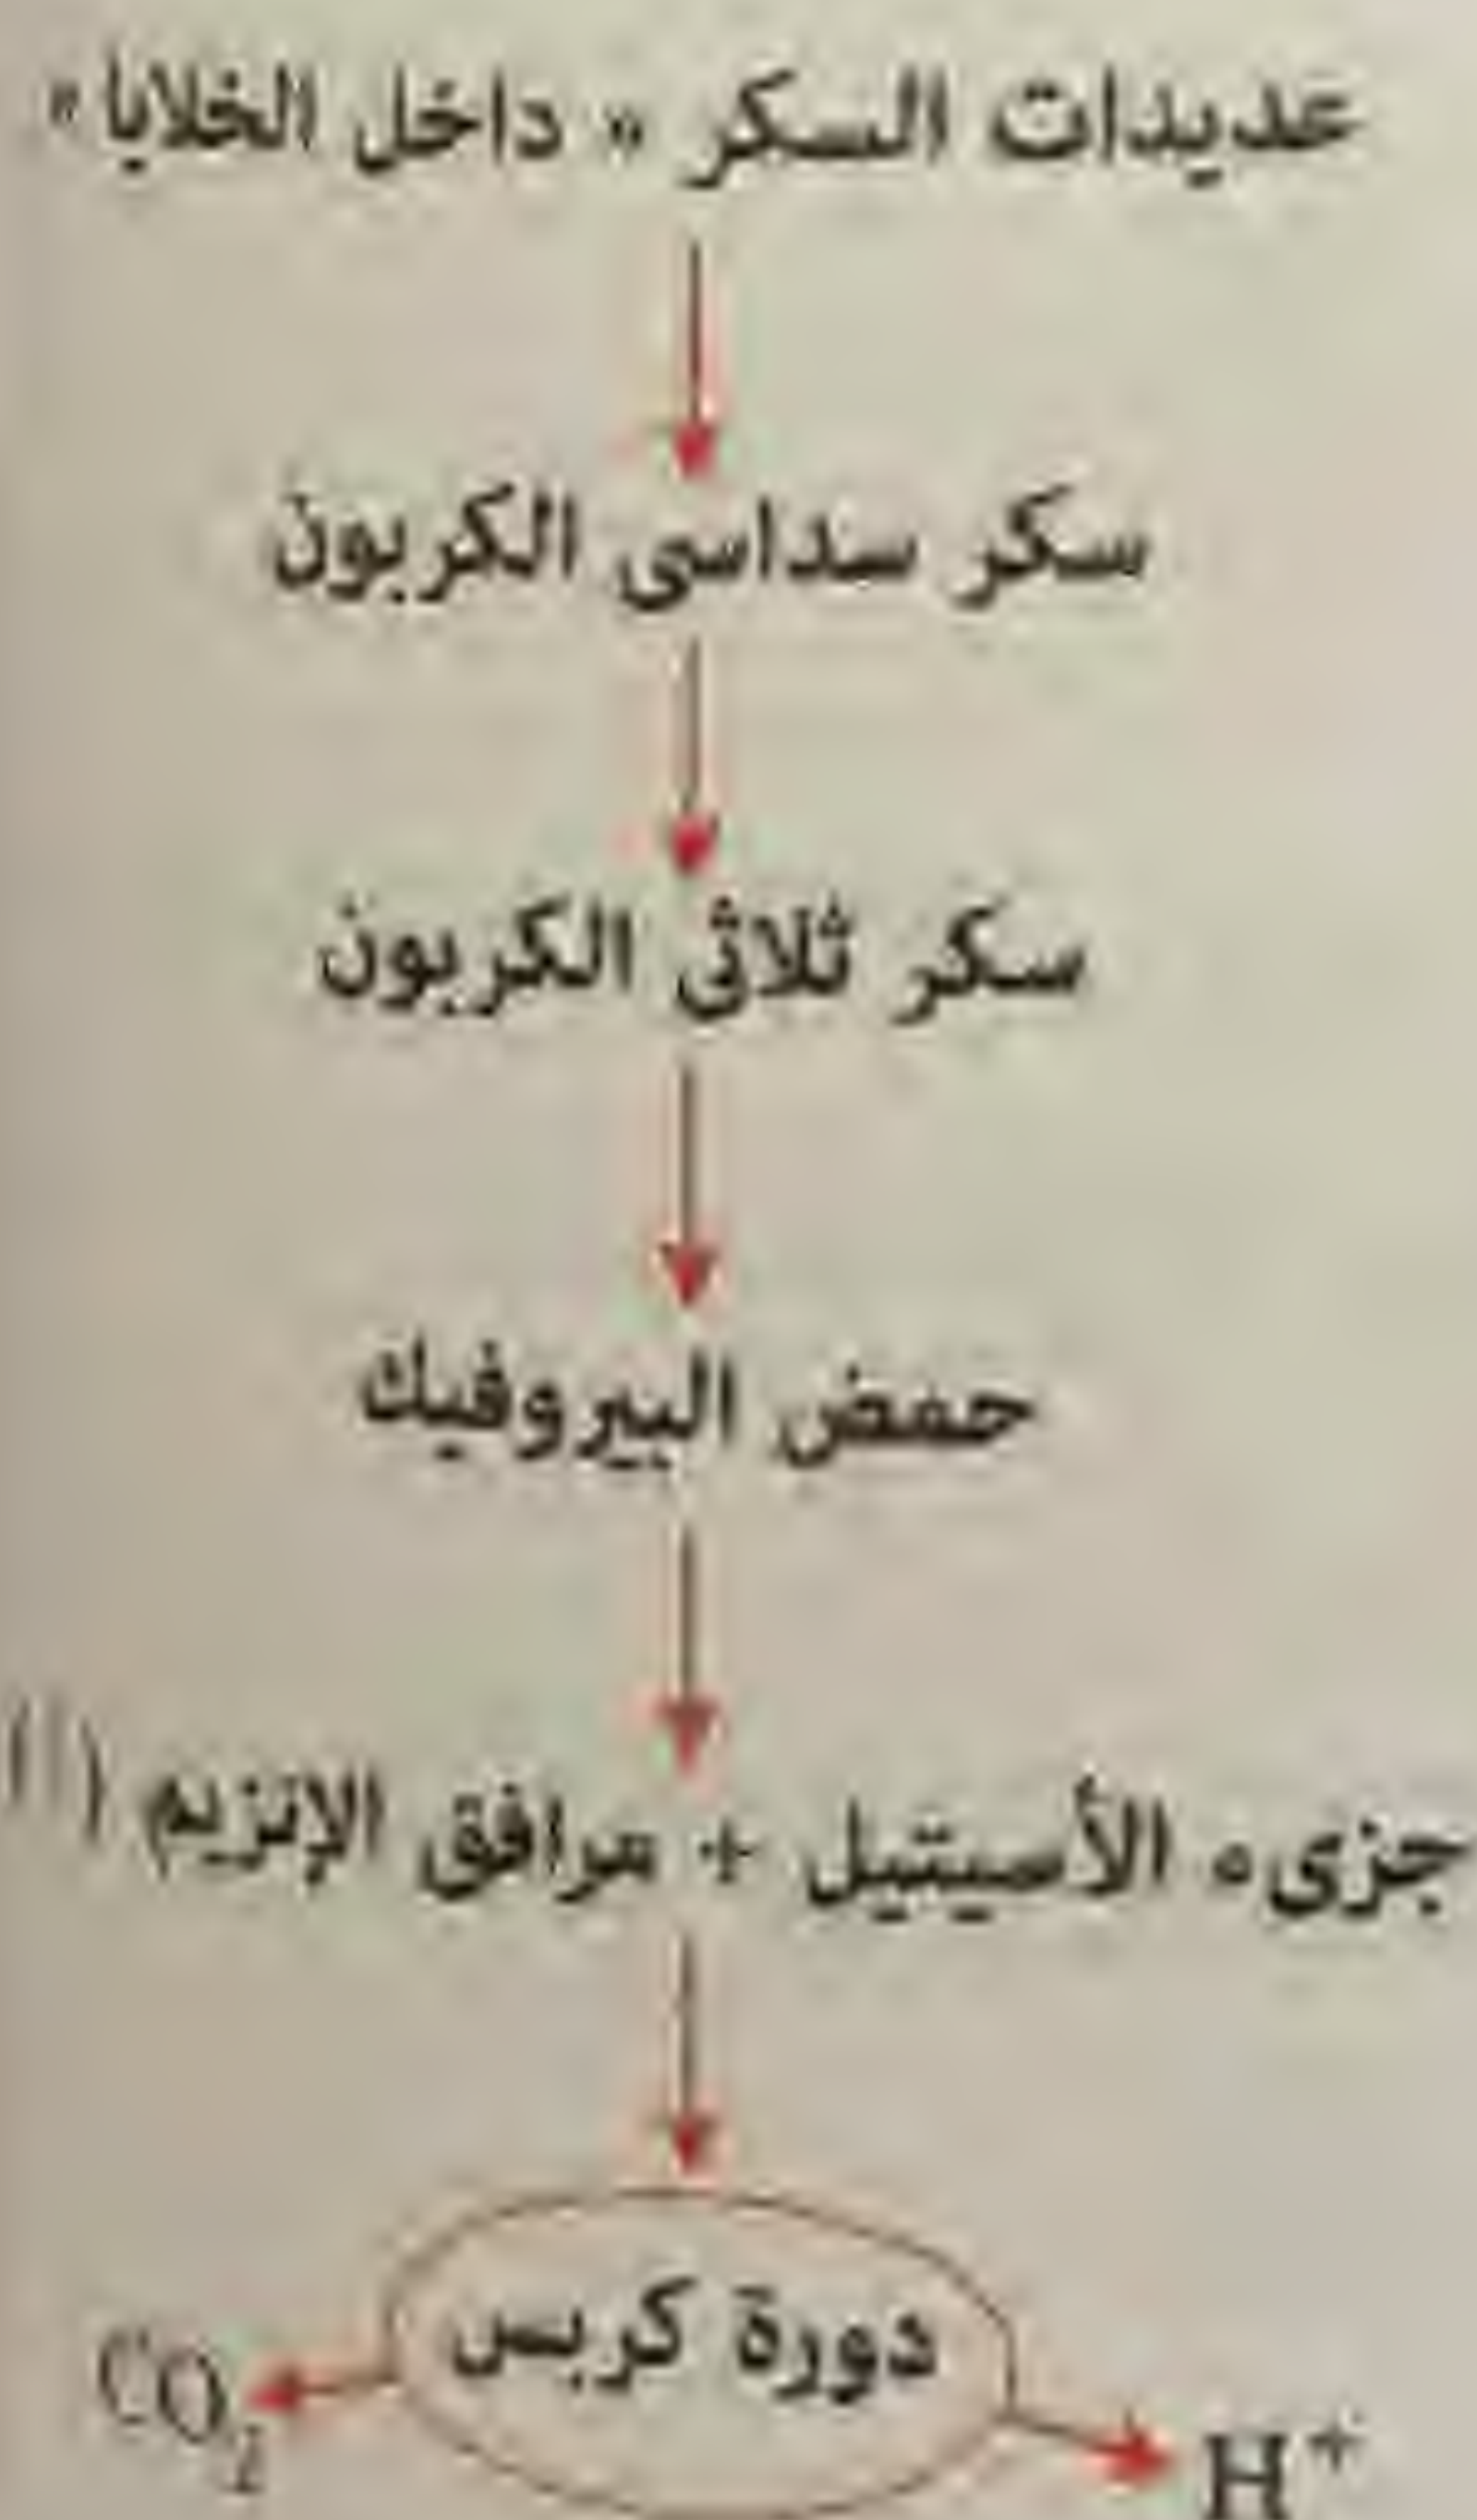 عديدات السكر « داخل الخلايا »
سكر سداسى الكربون
سكر ثلاثى الكربون
حمض البيروفيك
جزىء الأسيتيل + مرافق الإنزيم (أ)
دورة كربس
CO₂
H⁺